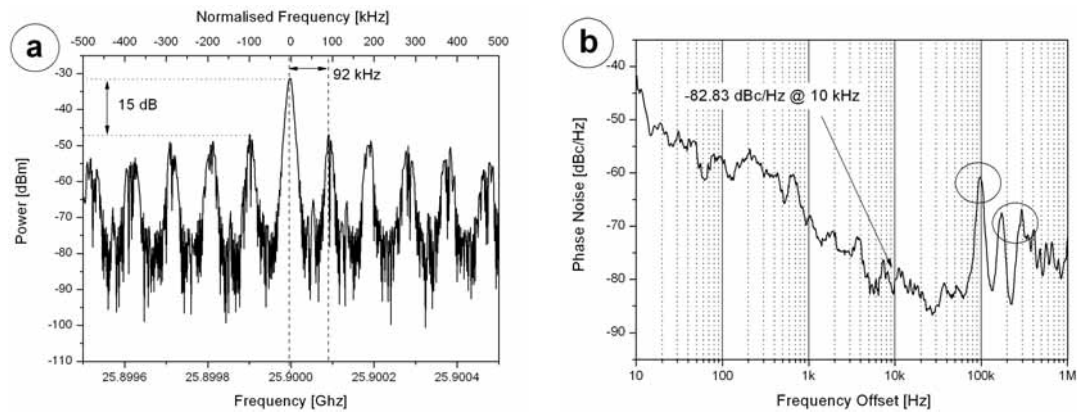 a
Normalised Frequency [kHz]
-500 -400 -300 -200 -100 0 100 200 300 400 500
-30
-40
-50
-60
-70
-80
-90
-100
-110
Power [dBm]
15 dB
92 kHz
25.8996 25.8998 25.9000 25.9002 25.9004
Frequency [Ghz]
b
-40
-50
-60
-70
-80
-90
Phase Noise [dBc/Hz]
-82.83 dBc/Hz @ 10 kHz
10 100 1k 10k 100k 1M
Frequency Offset [Hz]